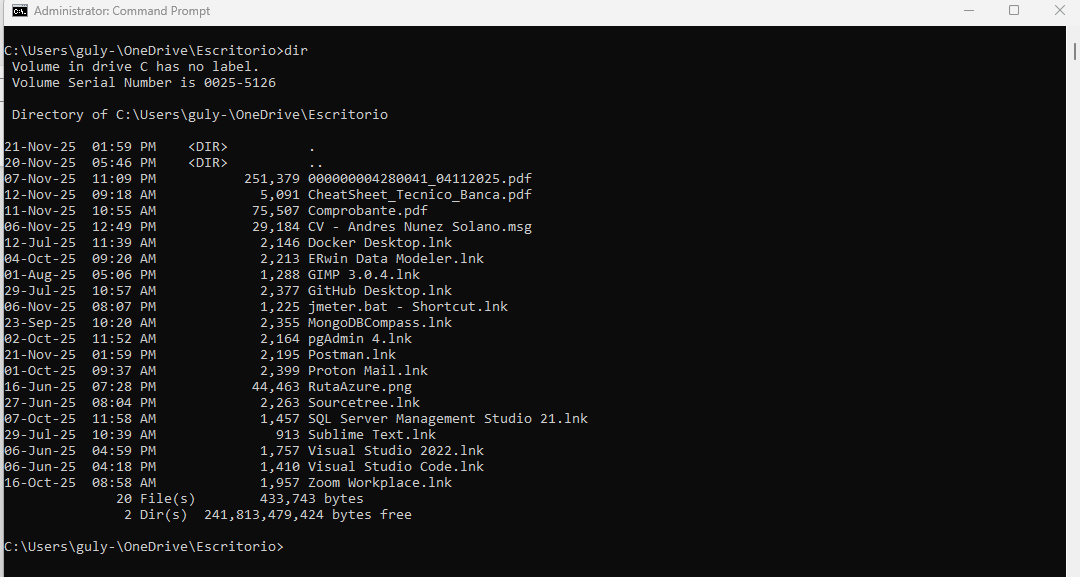 Administrator: Command Prompt
C:\Users\guly-\OneDrive\Escritorio>dir
 Volume in drive C has no label.
 Volume Serial Number is 0025-5126
 Directory of C:\Users\guly-\OneDrive\Escritorio
21-Nov-25  01:59 PM    <DIR>          .
20-Nov-25  05:46 PM    <DIR>          ..
07-Nov-25  11:09 PM           251,379 000000004280041_04112025.pdf
12-Nov-25  09:18 AM             5,091 CheatSheet_Tecnico_Banca.pdf
11-Nov-25  10:55 AM            75,507 Comprobante.pdf
06-Nov-25  12:49 PM            29,184 CV - Andres Nunez Solano.msg
12-Jul-25  11:39 AM             2,146 Docker Desktop.lnk
04-Oct-25  09:20 AM             2,213 ERwin Data Modeler.lnk
01-Aug-25  05:06 PM             1,288 GIMP 3.0.4.lnk
29-Jul-25  10:57 AM             2,377 GitHub Desktop.lnk
06-Nov-25  08:07 PM             1,225 jmeter.bat - Shortcut.lnk
23-Sep-25  10:20 AM             2,355 MongoDBCompass.lnk
02-Oct-25  11:52 AM             2,164 pgAdmin 4.lnk
21-Nov-25  01:59 PM             2,195 Postman.lnk
01-Oct-25  09:37 AM             2,399 Proton Mail.lnk
16-Jun-25  07:28 PM            44,463 RutaAzure.png
27-Jun-25  08:04 PM             2,263 Sourcetree.lnk
07-Oct-25  11:58 AM             1,457 SQL Server Management Studio 21.lnk
29-Jul-25  10:39 AM               913 Sublime Text.lnk
06-Jun-25  04:59 PM             1,757 Visual Studio 2022.lnk
06-Jun-25  04:18 PM             1,410 Visual Studio Code.lnk
16-Oct-25  08:58 AM             1,957 Zoom Workplace.lnk
              20 File(s)        433,743 bytes
               2 Dir(s)  241,813,479,424 bytes free
C:\Users\guly-\OneDrive\Escritorio>